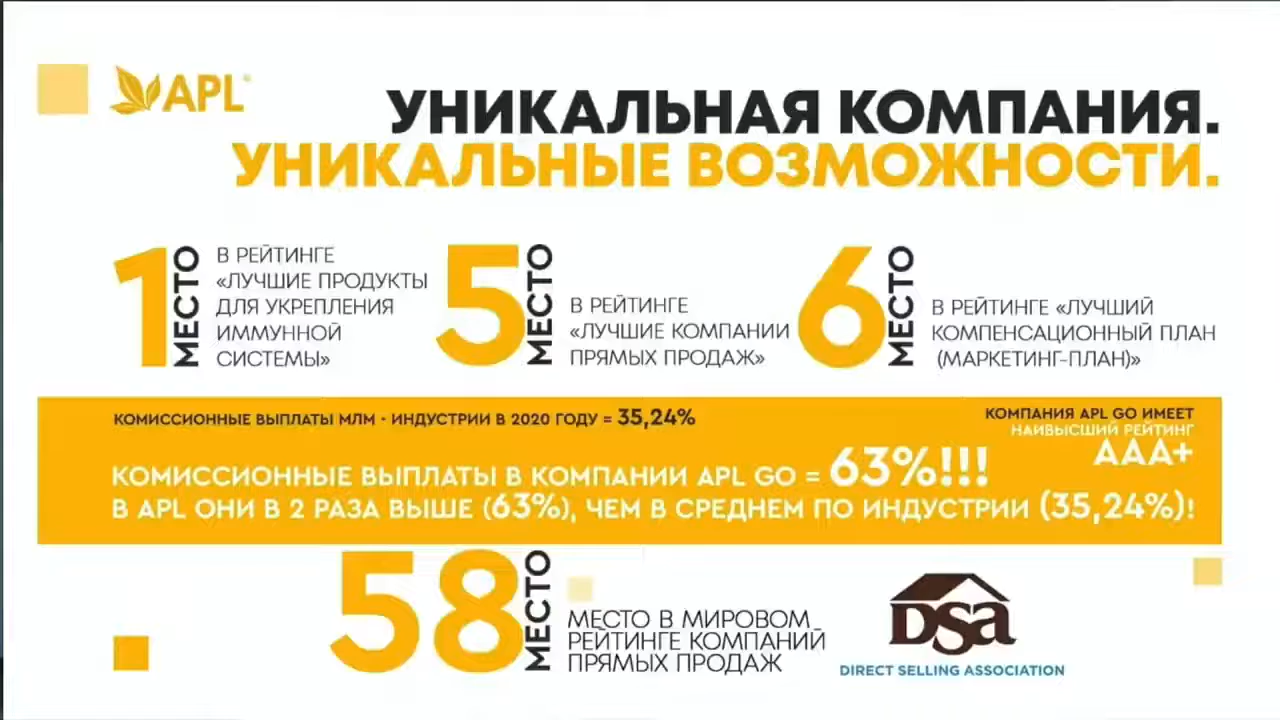 APL
УНИКАЛЬНАЯ КОМПАНИЯ.
УНИКАЛЬНЫЕ ВОЗМОЖНОСТИ.
1 МЕСТО
В РЕЙТИНГЕ
«ЛУЧШИЕ ПРОДУКТЫ
ДЛЯ УКРЕПЛЕНИЯ
ИММУННОЙ
СИСТЕМЫ»
5 МЕСТО
В РЕЙТИНГЕ
«ЛУЧШИЕ КОМПАНИИ
ПРЯМЫХ ПРОДАЖ»
6 МЕСТО
В РЕЙТИНГЕ «ЛУЧШИЙ
КОМПЕНСАЦИОННЫЙ ПЛАН
(МАРКЕТИНГ-ПЛАН)»
КОМИССИОННЫЕ ВЫПЛАТЫ МЛМ - ИНДУСТРИИ В 2020 ГОДУ = 35,24%
КОМПАНИЯ APL GO ИМЕЕТ
НАИВЫСШИЙ РЕЙТИНГ
AAA+
КОМИССИОННЫЕ ВЫПЛАТЫ В КОМПАНИИ APL GO = 63%!!!
В APL ОНИ В 2 РАЗА ВЫШЕ (63%), ЧЕМ В СРЕДНЕМ ПО ИНДУСТРИИ (35,24%)!
58 МЕСТО
МЕСТО В МИРОВОМ
РЕЙТИНГЕ КОМПАНИЙ
ПРЯМЫХ ПРОДАЖ
DSA
DIRECT SELLING ASSOCIATION